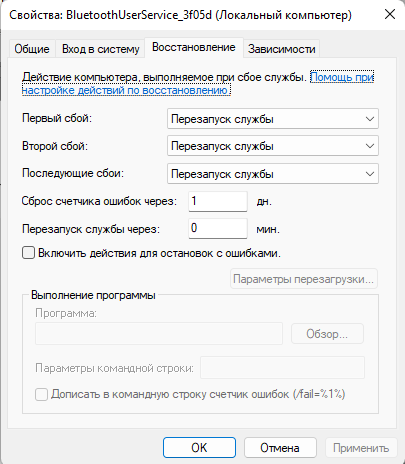 Свойства: BluetoothUserService_3f05d (Локальный компьютер)
Общие Вход в систему Восстановление Зависимости
Действие компьютера, выполняемое при сбое службы. Помощь при
настройке действий по восстановлению.
Первый сбой: Перезапуск службы
Второй сбой: Перезапуск службы
Последующие сбои: Перезапуск службы
Сброс счетчика ошибок через: 1 дн.
Перезапуск службы через: 0 мин.
Включить действия для остановок с ошибками.
Параметры перезагрузки...
Выполнение программы
Программа:
Обзор...
Параметры командной строки:
Дописать в командную строку счетчик ошибок (/fail=%1%)
OK Отмена Применить